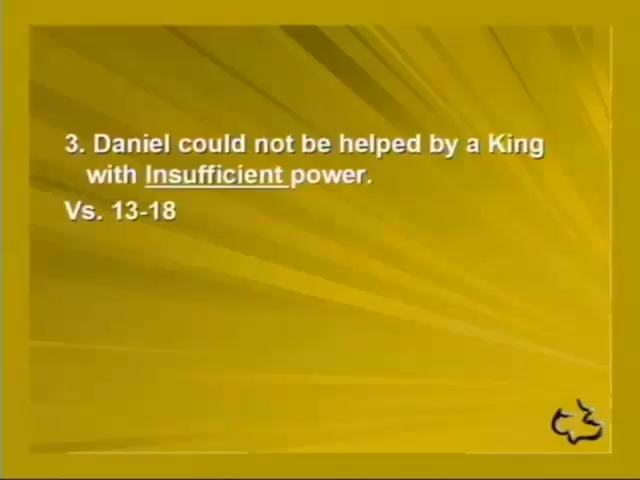 3. Daniel could not be helped by a King
with Insufficient power.
Vs. 13-18